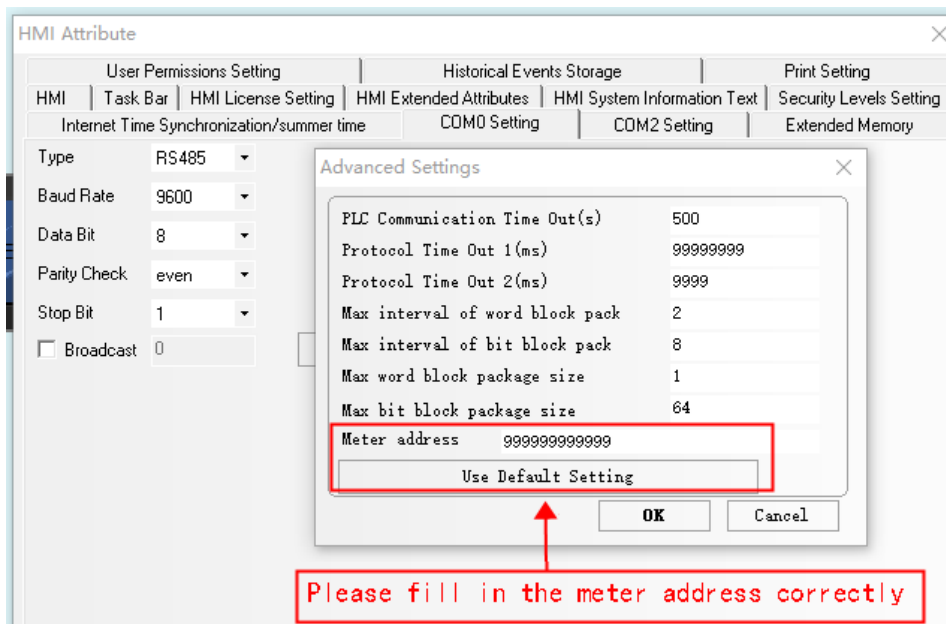 HMI Attribute
User Permissions Setting Historical Events Storage Print Setting
HMI Task Bar HMI License Setting HMI Extended Attributes HMI System Information Text Security Levels Setting
Internet Time Synchronization/summer time COM0 Setting COM2 Setting Extended Memory
Type RS485
Baud Rate 9600
Data Bit 8
Parity Check even
Stop Bit 1
Broadcast 0
Advanced Settings
PLC Communication Time Out(s) 500
Protocol Time Out 1(ms) 99999999
Protocol Time Out 2(ms) 9999
Max interval of word block pack 2
Max interval of bit block pack 8
Max word block package size 1
Max bit block package size 64
Meter address 999999999999
Use Default Setting
OK Cancel
Please fill in the meter address correctly